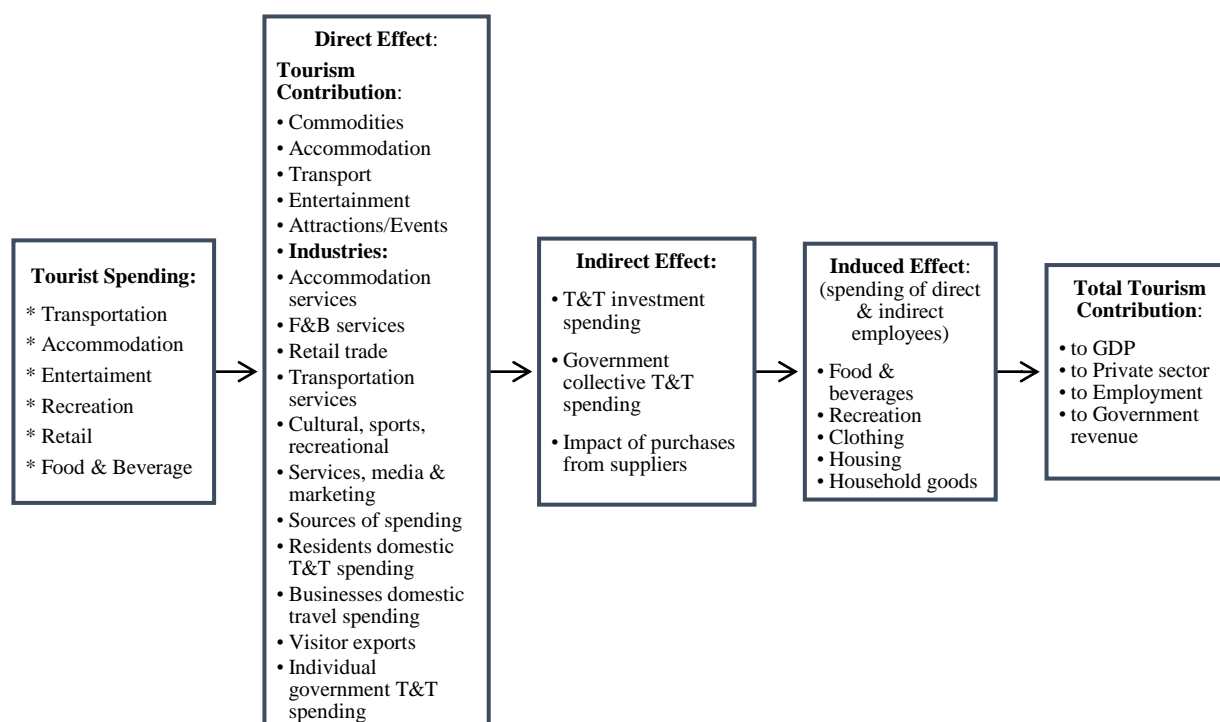 Tourist Spending:
* Transportation
* Accommodation
* Entertaiment
* Recreation
* Retail
* Food & Beverage
Direct Effect:
Tourism
Contribution:
• Commodities
• Accommodation
• Transport
• Entertainment
• Attractions/Events
• Industries:
• Accommodation
services
• F&B services
• Retail trade
• Transportation
services
• Cultural, sports,
recreational
• Services, media &
marketing
• Sources of spending
• Residents domestic
T&T spending
• Businesses domestic
travel spending
• Visitor exports
• Individual
government T&T
spending
Indirect Effect:
• T&T investment
spending
• Government
collective T&T
spending
• Impact of purchases
from suppliers
Induced Effect:
(spending of direct
& indirect
employees)
• Food &
beverages
• Recreation
• Clothing
• Housing
• Household goods
Total Tourism
Contribution:
• to GDP
• to Private sector
• to Employment
• to Government
revenue